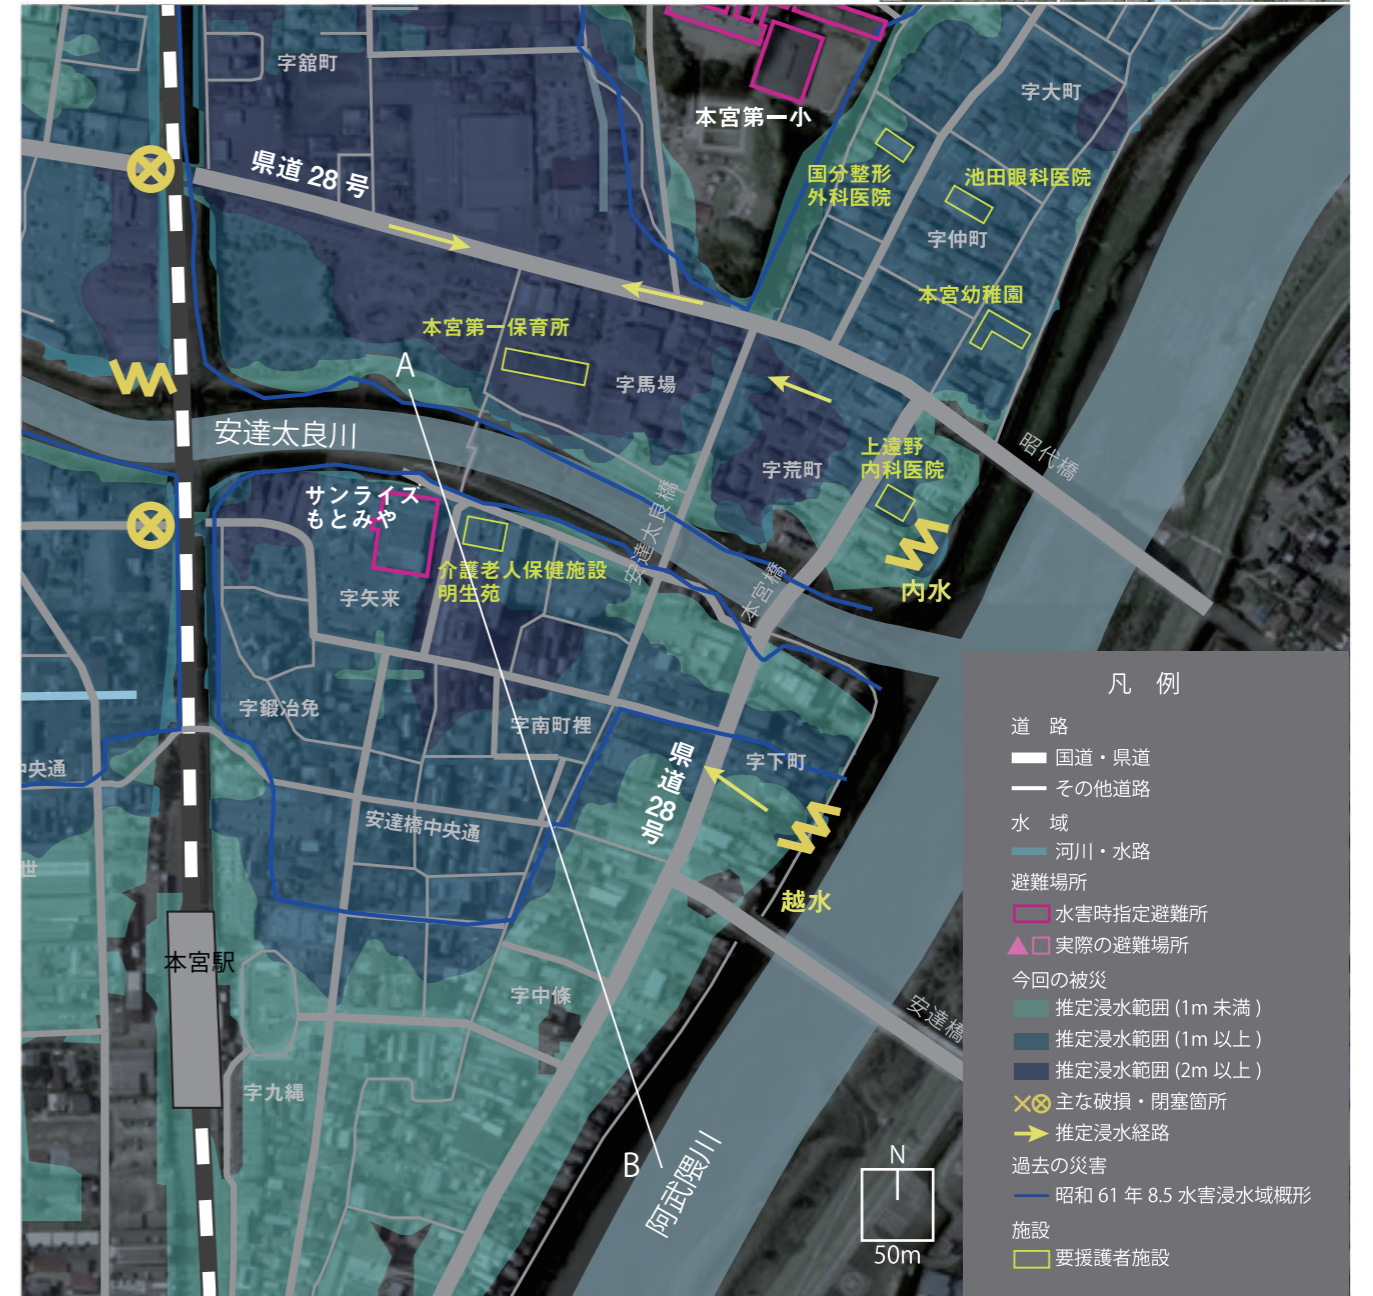 字舘町
字大町
本宮第一小
県道 28 号
国分整形
外科医院
池田眼科医院
字仲町
本宮幼稚園
本宮第一保育所
A
字馬場
安達太良川
昭代橋
上遠野
内科医院
字荒町
サンライズ
もとみや
安達太良橋
介護老人保健施設
明生苑
本宮橋
内水
字矢来
字鍛冶免
字南町裡
県道28号
字下町
中央通
安達橋中央通
世
越水
本宮駅
字中條
安達橋
字九縄
B
阿武隈川
N
50m
凡 例
道 路
国道・県道
その他道路
水 域
河川・水路
避難場所
水害時指定避難所
実際の避難場所
今回の被災
推定浸水範囲 (1m 未満 )
推定浸水範囲 (1m 以上 )
推定浸水範囲 (2m 以上 )
主な破損・閉塞箇所
推定浸水経路
過去の災害
昭和 61 年 8.5 水害浸水域概形
施設
要援護者施設